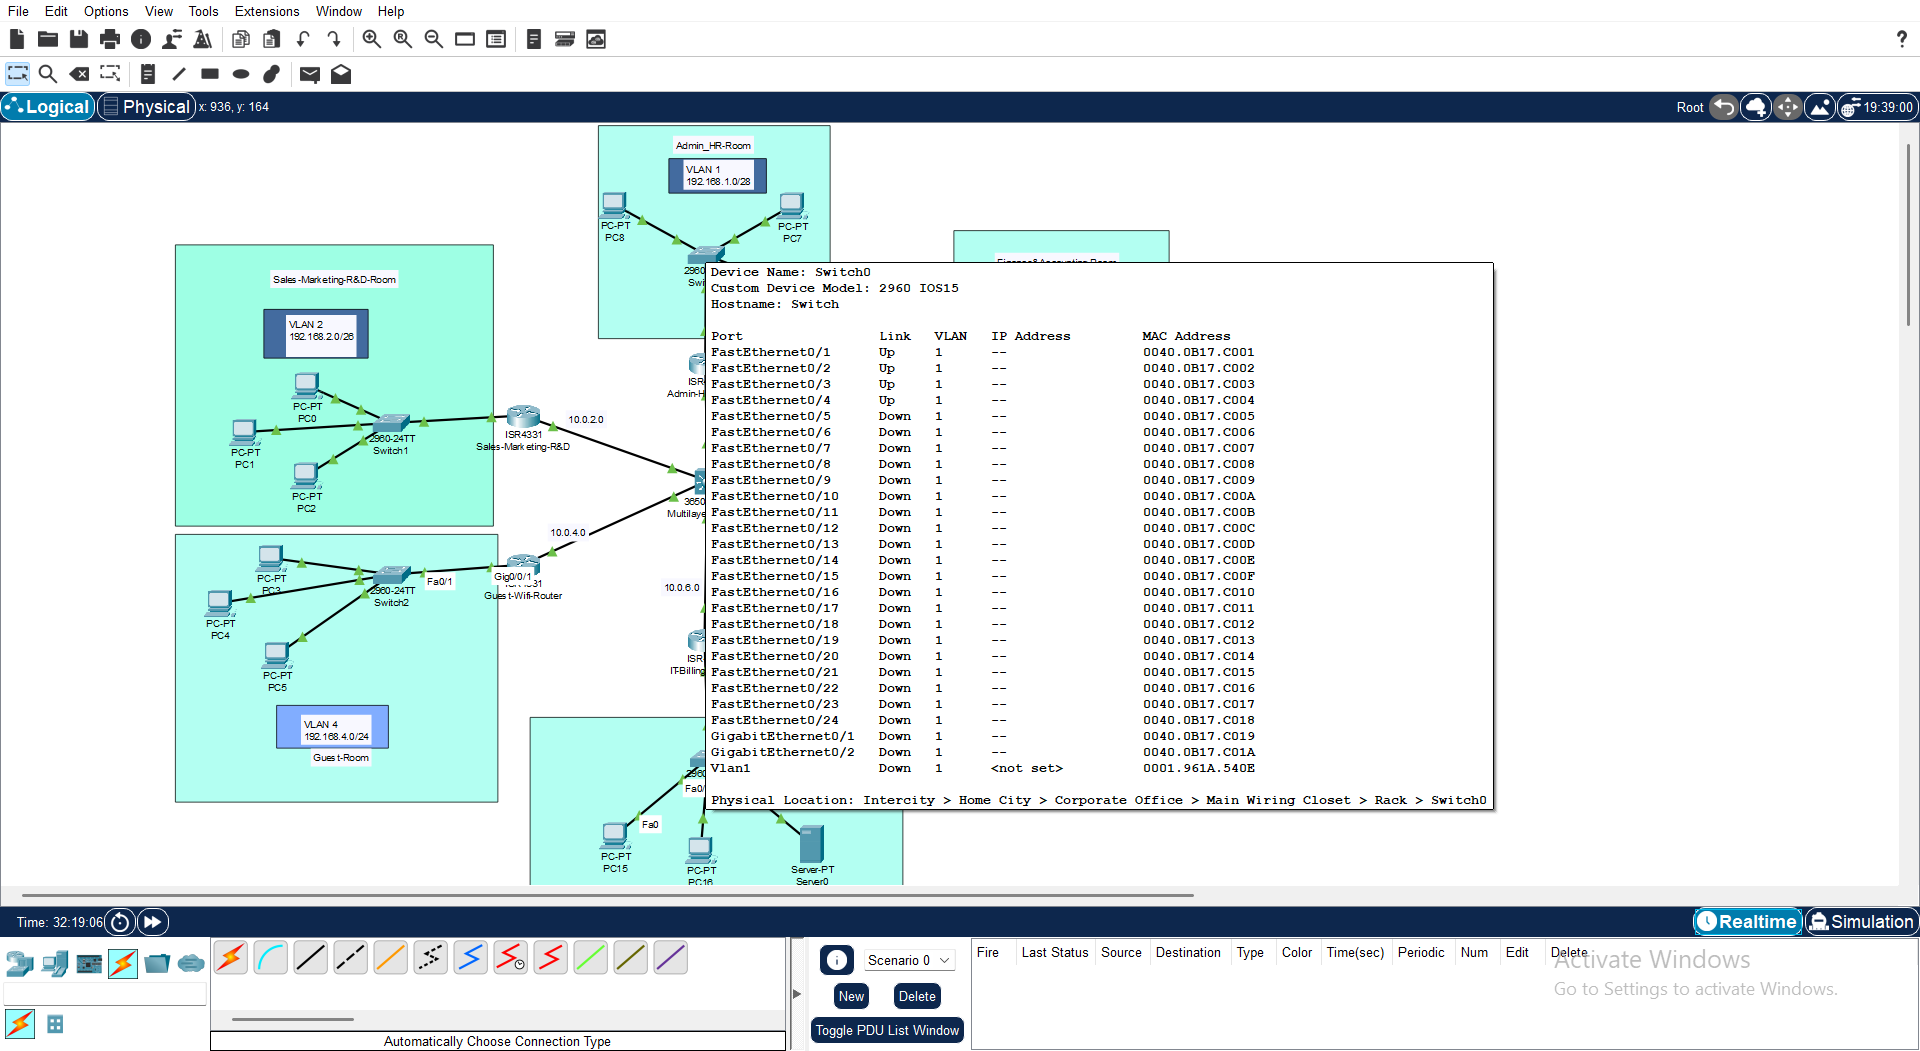 File Edit Options View Tools Extensions Window Help
?
Logical Physical x: 936, y: 164
Root 19:39:00
Admin_HR-Room
VLAN 1
192.168.1.0/28
PC-PT
PC8
PC-PT
PC7
2960
Sales-Marketing-R&D-Room
VLAN 2
192.168.2.0/26
PC-PT
PC0
PC-PT
PC1
PC-PT
PC2
2960-24TT
Switch1
ISR4331
Sales-Marketing-R&D
10.0.2.0
10.0.4.0
10.0.6.0
PC-PT
PC3
PC-PT
PC4
PC-PT
PC5
2960-24TT
Switch2
Fa0/1
Gig0/0/1
Guest-Wifi-Router
VLAN 4
192.168.4.0/24
Guest-Room
Fa0
PC-PT
PC15
PC-PT
PC16
Server-PT
Server0
Device Name: Switch0
Custom Device Model: 2960 IOS15
Hostname: Switch
Port Link VLAN IP Address MAC Address
FastEthernet0/1 Up 1 -- 0040.0B17.C001
FastEthernet0/2 Up 1 -- 0040.0B17.C002
FastEthernet0/3 Up 1 -- 0040.0B17.C003
FastEthernet0/4 Up 1 -- 0040.0B17.C004
FastEthernet0/5 Down 1 -- 0040.0B17.C005
FastEthernet0/6 Down 1 -- 0040.0B17.C006
FastEthernet0/7 Down 1 -- 0040.0B17.C007
FastEthernet0/8 Down 1 -- 0040.0B17.C008
FastEthernet0/9 Down 1 -- 0040.0B17.C009
FastEthernet0/10 Down 1 -- 0040.0B17.C00A
FastEthernet0/11 Down 1 -- 0040.0B17.C00B
FastEthernet0/12 Down 1 -- 0040.0B17.C00C
FastEthernet0/13 Down 1 -- 0040.0B17.C00D
FastEthernet0/14 Down 1 -- 0040.0B17.C00E
FastEthernet0/15 Down 1 -- 0040.0B17.C00F
FastEthernet0/16 Down 1 -- 0040.0B17.C010
FastEthernet0/17 Down 1 -- 0040.0B17.C011
FastEthernet0/18 Down 1 -- 0040.0B17.C012
FastEthernet0/19 Down 1 -- 0040.0B17.C013
FastEthernet0/20 Down 1 -- 0040.0B17.C014
FastEthernet0/21 Down 1 -- 0040.0B17.C015
FastEthernet0/22 Down 1 -- 0040.0B17.C016
FastEthernet0/23 Down 1 -- 0040.0B17.C017
FastEthernet0/24 Down 1 -- 0040.0B17.C018
GigabitEthernet0/1 Down 1 -- 0040.0B17.C019
GigabitEthernet0/2 Down 1 -- 0040.0B17.C01A
Vlan1 Down 1 <not set> 0001.961A.540E
Physical Location: Intercity > Home City > Corporate Office > Main Wiring Closet > Rack > Switch0
Time: 32:19:06
Realtime Simulation
Scenario 0
New Delete
Toggle PDU List Window
Automatically Choose Connection Type
Fire Last Status Source Destination Type Color Time(sec) Periodic Num Edit Delete
Activate Windows
Go to Settings to activate Windows.